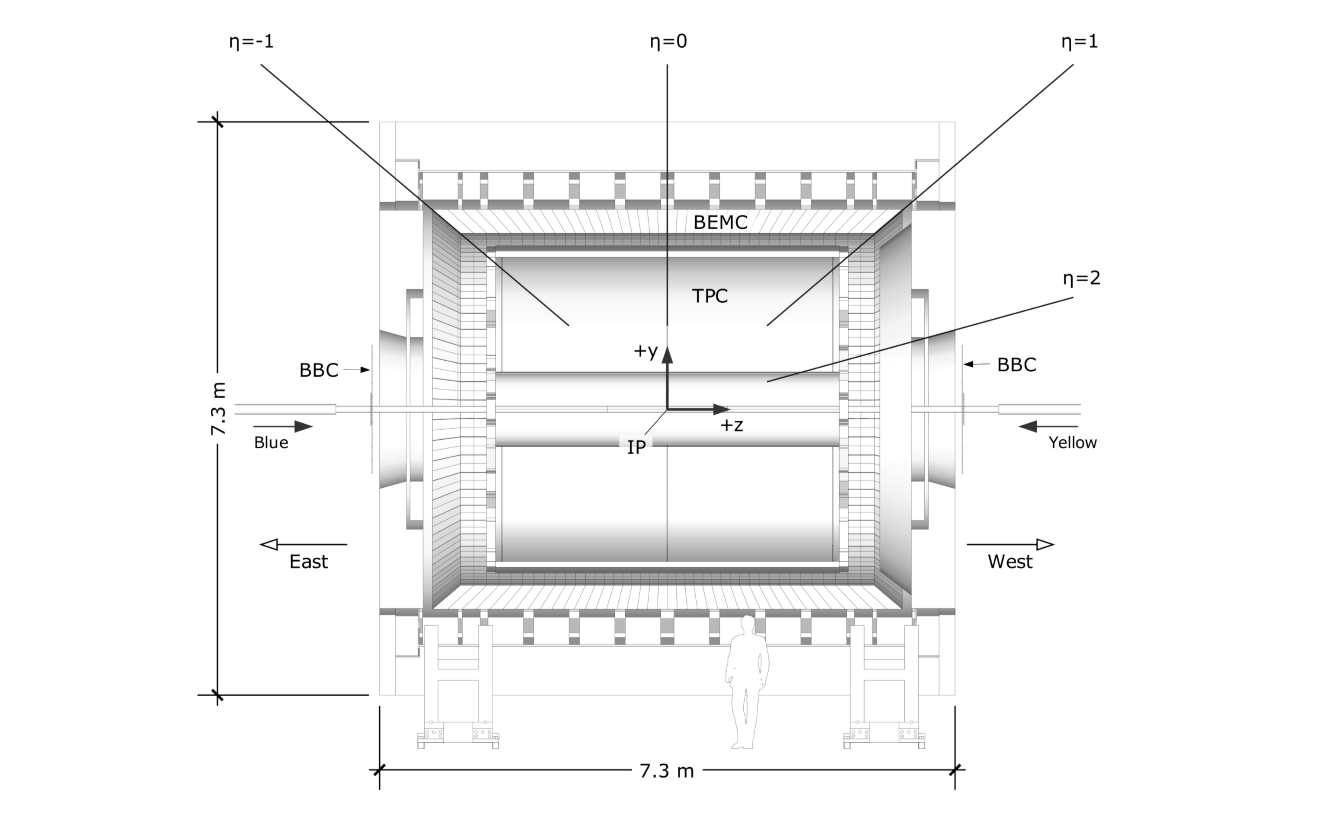 η=-1
η=0
η=1
BEMC
η=2
TPC
+y
BBC
BBC
7.3 m
+z
Blue
IP
Yellow
East
West
7.3 m